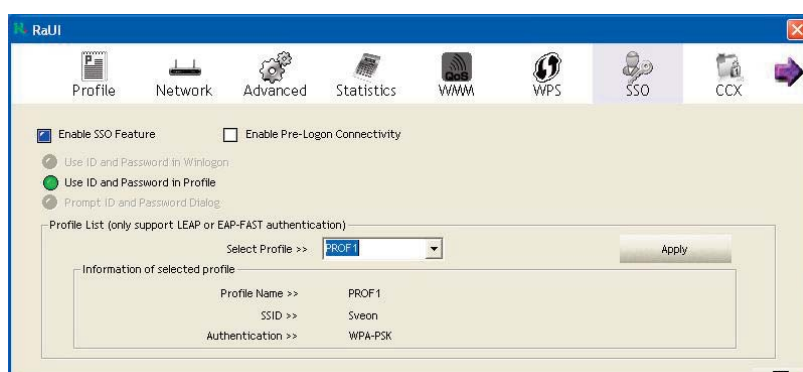 RaUI
Profile Network Advanced Statistics WMM WPS SSO CCX
Enable SSO Feature Enable Pre-Logon Connectivity
Use ID and Password in Winlogon
Use ID and Password in Profile
Prompt ID and Password Dialog
Profile List (only support LEAP or EAP-FAST authentication)
Select Profile >> PROF1 Apply
Information of selected profile
Profile Name >> PROF1
SSID >> Sveon
Authentication >> WPA-PSK